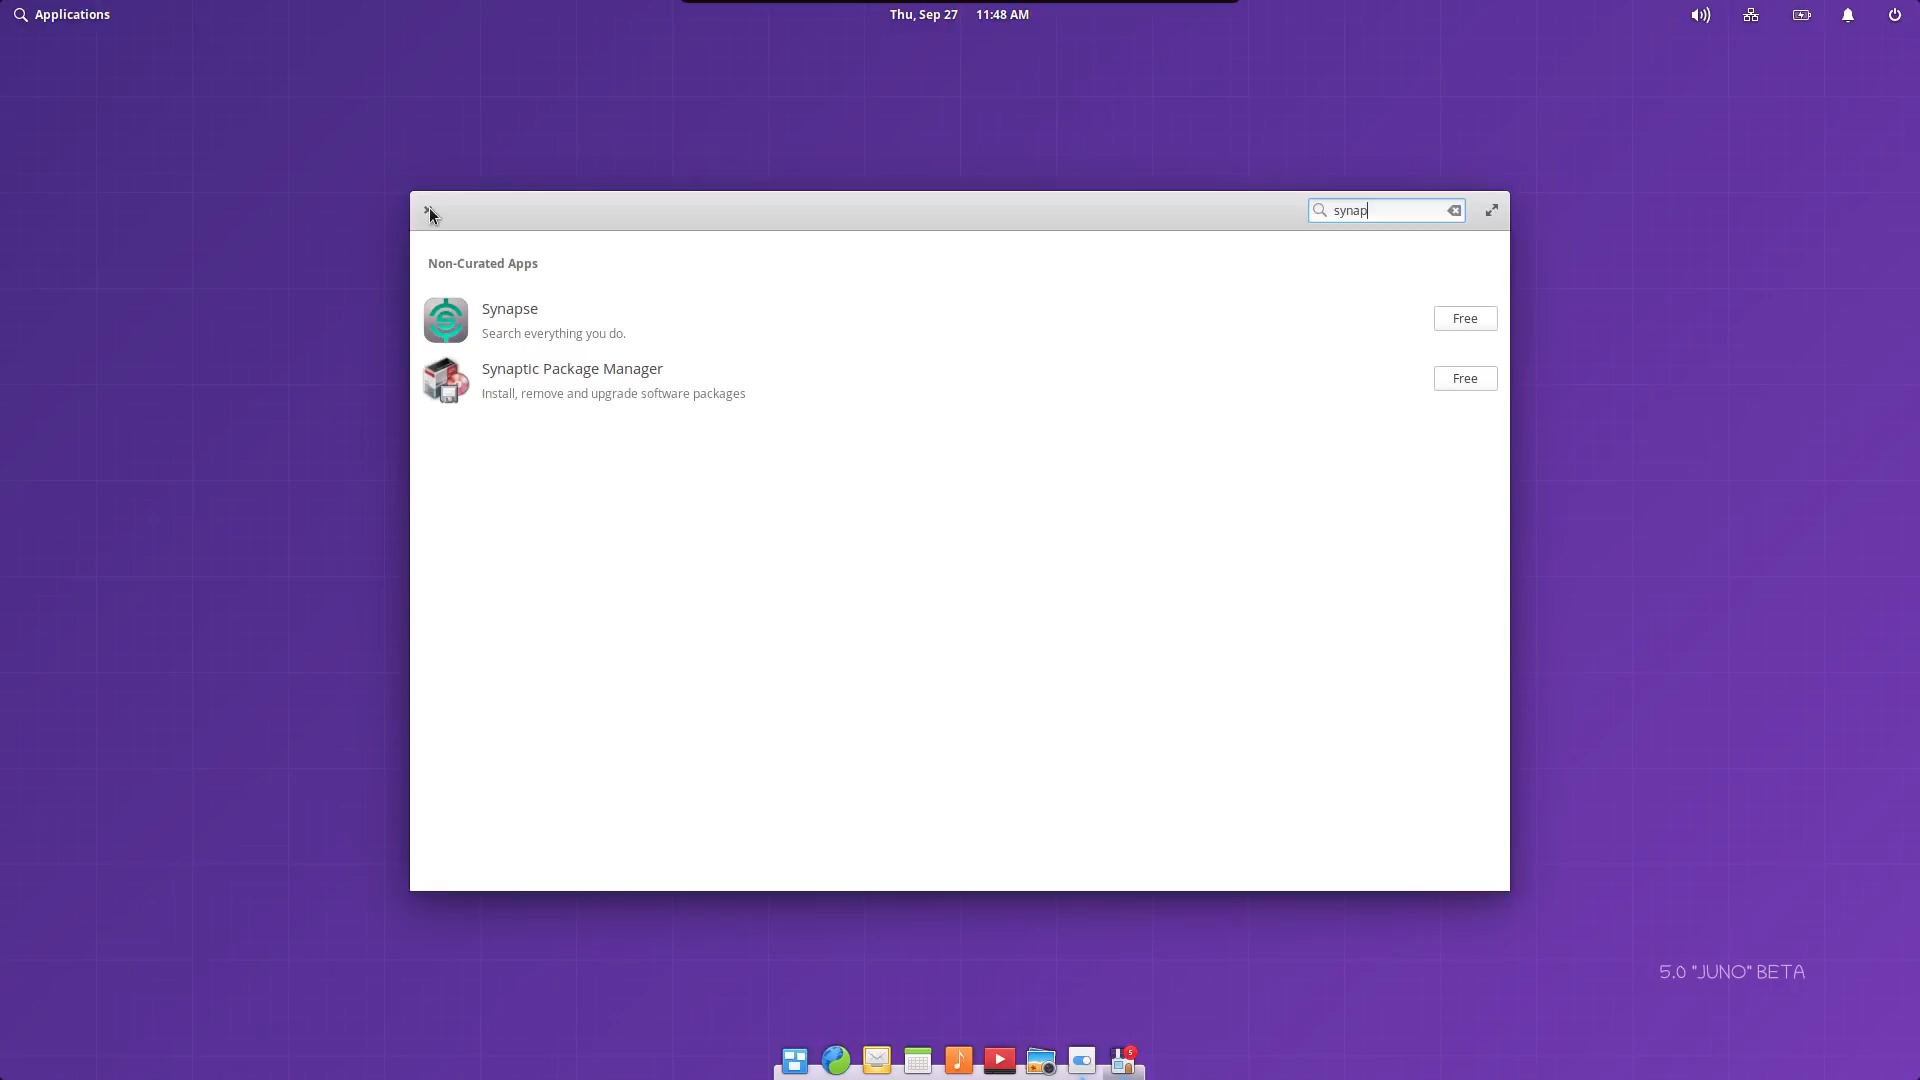 Applications
Thu, Sep 27 11:48 AM
synap
Non-Curated Apps
Synapse
Search everything you do.
Free
Synaptic Package Manager
Install, remove and upgrade software packages
Free
5.0 "JUNO" BETA
5